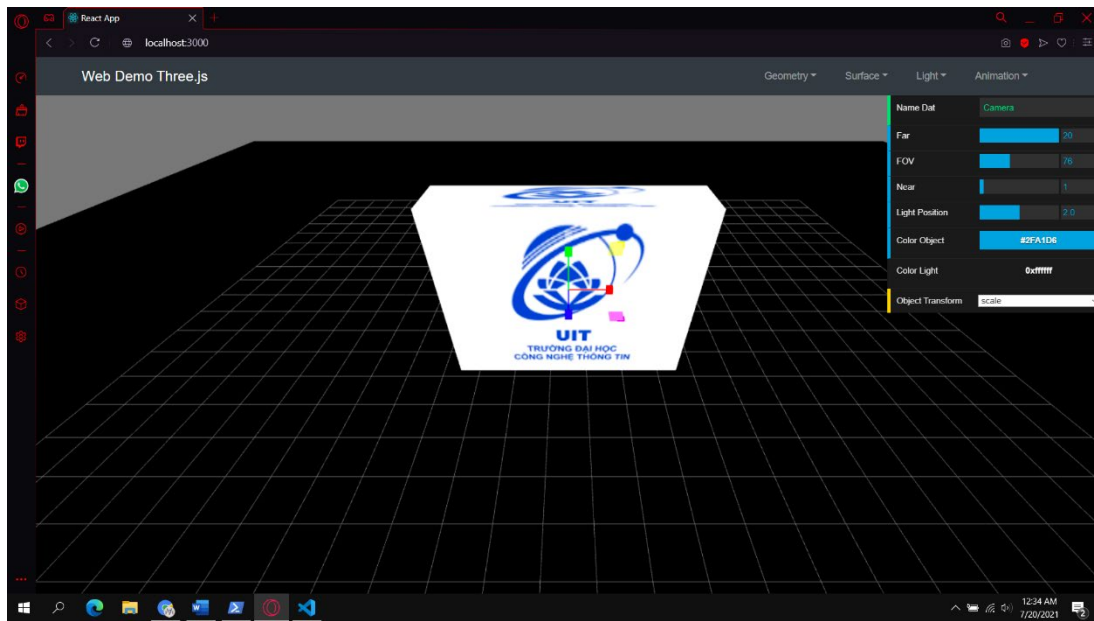 React App
localhost:3000
Web Demo Three.js
Geometry
Surface
Light
Animation
Name Dat
Camera
Far
20
FOV
76
Near
1
Light Position
2.0
Color Object
#2FA1D6
Color Light
0xffffff
Object Transform
scale
UIT
UIT
TRƯỜNG ĐẠI HỌC
CÔNG NGHỆ THÔNG TIN
12:34 AM
7/20/2021
2